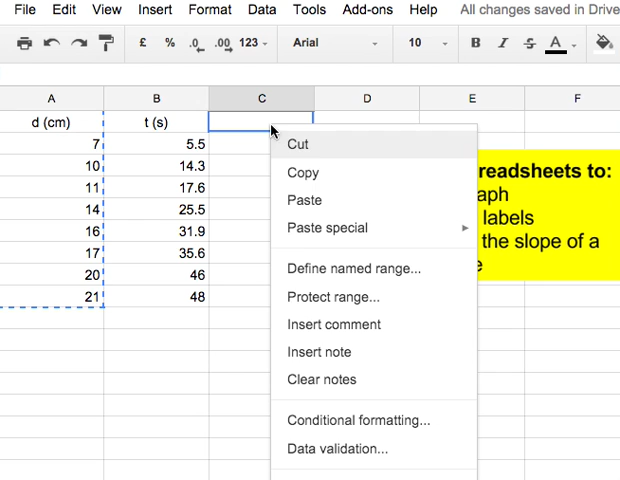 File Edit View Insert Format Data Tools Add-ons Help All changes saved in Drive
£ % .0 .00 123 Arial 10 B I S A
A B C D E F
d (cm) t (s)
7 5.5
10 14.3
11 17.6
14 25.5
16 31.9
17 35.6
20 46
21 48
Cut
Copy
Paste
Paste special
Define named range...
Protect range...
Insert comment
Insert note
Clear notes
Conditional formatting...
Data validation...
readsheets to:
aph
labels
the slope of a